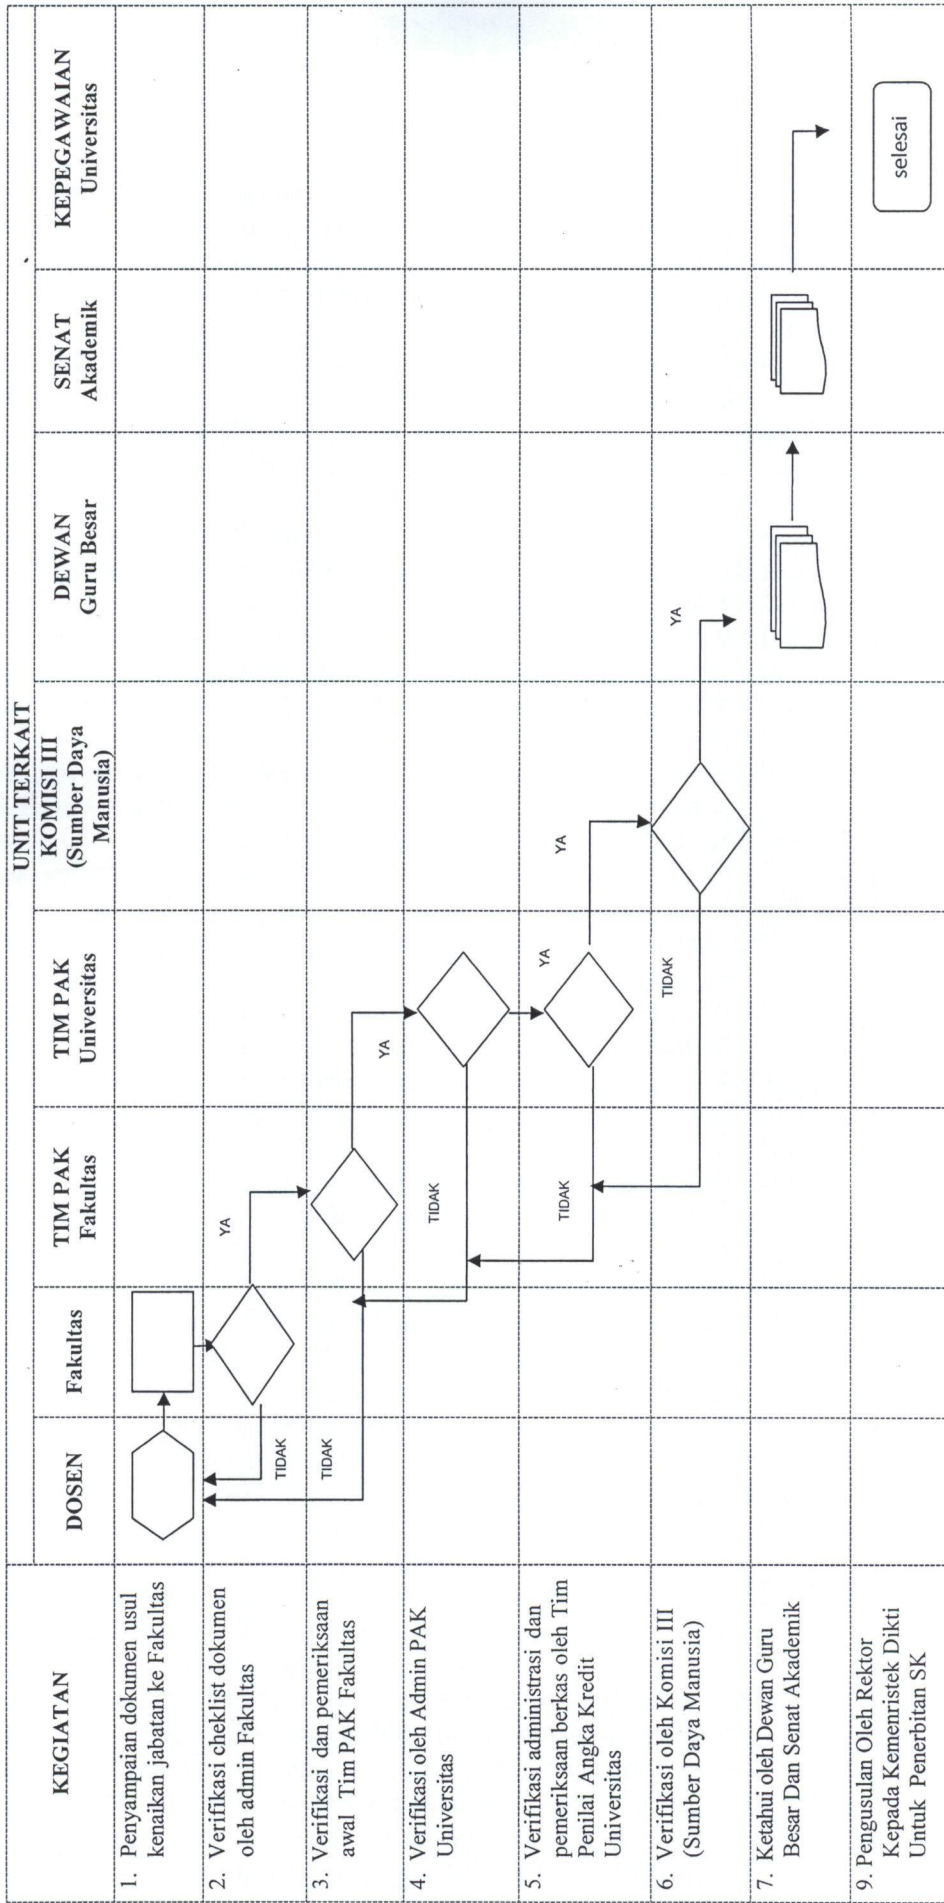 UNIT TERKAIT
KEGIATAN
DOSEN
Fakultas
TIM PAK
Fakultas
TIM PAK
Universitas
KOMISI III
(Sumber Daya
Manusia)
DEWAN
Guru Besar
SENAT
Akademik
KEPEGAWAIAN
Universitas
1. Penyampaian dokumen usul
kenaikan jabatan ke Fakultas
2. Verifikasi cheklist dokumen
oleh admin Fakultas
TIDAK
YA
3. Verifikasi dan pemeriksaan
awal Tim PAK Fakultas
TIDAK
YA
4. Verifikasi oleh Admin PAK
Universitas
TIDAK
5. Verifikasi administrasi dan
pemeriksaan berkas oleh Tim
Penilai Angka Kredit
Universitas
TIDAK
YA
YA
6. Verifikasi oleh Komisi III
(Sumber Daya Manusia)
TIDAK
YA
7. Ketahui oleh Dewan Guru
Besar Dan Senat Akademik
9. Pengusulan Oleh Rektor
Kepada Kemenristek Dikti
Untuk Penerbitan SK
selesai